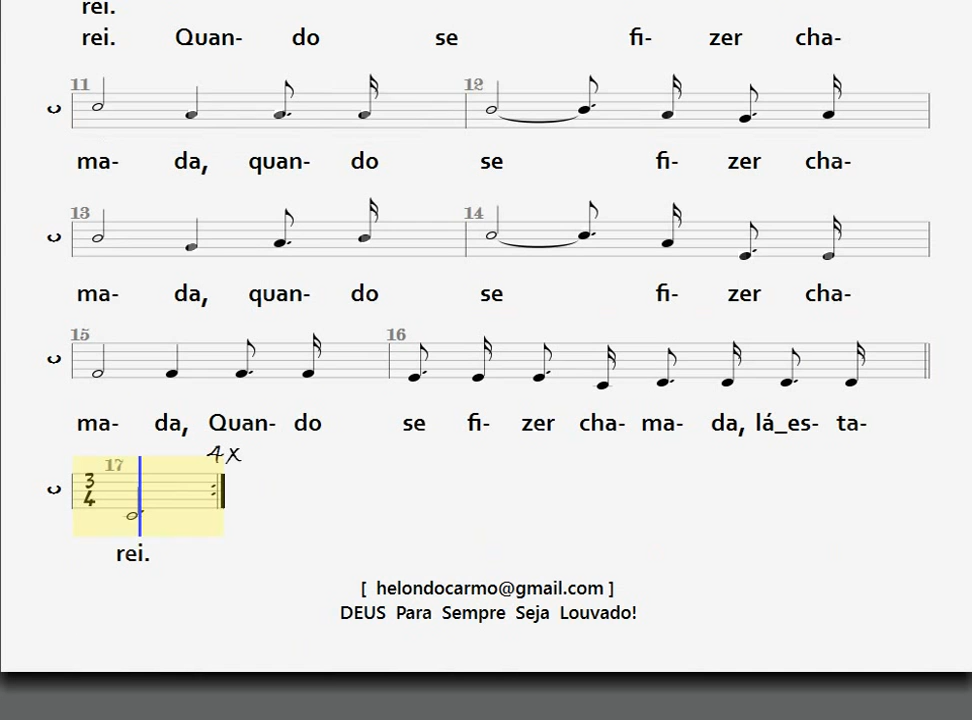 rei.
rei. Quan- do se fi- zer cha-
11 12
ma- da, quan- do se fi- zer cha-
13 14
ma- da, quan- do se fi- zer cha-
15 16
ma- da, Quan- do se fi- zer cha- ma- da, lá_es- ta-
4x
17
3
4
rei.
[ helondocarmo@gmail.com ]
DEUS Para Sempre Seja Louvado!